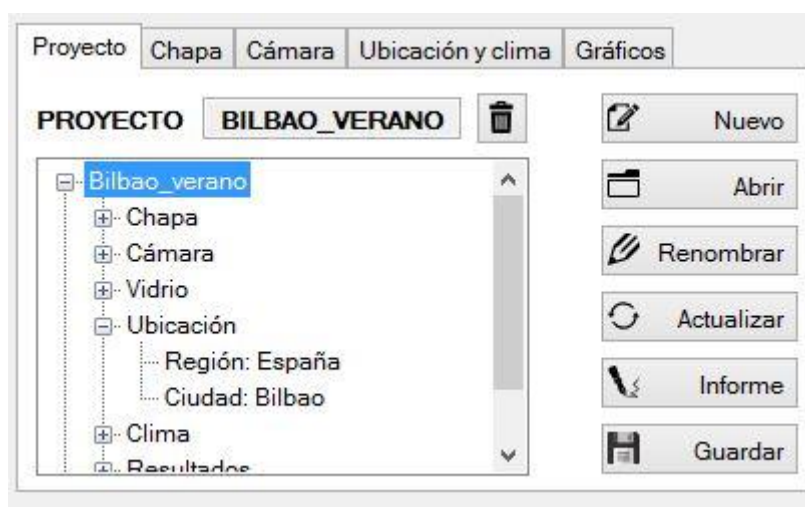 Proyecto Chapa Cámara Ubicación y clima Gráficos
PROYECTO BILBAO_VERANO
Nuevo
Abrir
Renombrar
Actualizar
Informe
Guardar
Bilbao_verano
Chapa
Cámara
Vidrio
Ubicación
Región: España
Ciudad: Bilbao
Clima
Resultados